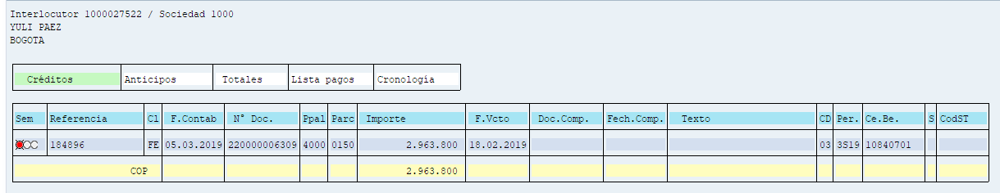 Interlocutor 1000027522 / Sociedad 1000
YULI PAEZ
BOGOTA
Créditos Anticipos Totales Lista pagos Cronología
Sem Referencia Cl F.Contab N° Doc. Ppal Parc Importe F.Vcto Doc.Comp. Fech.Comp. Texto CD Per. Ce.Be. S CodST
184896 FE 05.03.2019 220000006309 4000 0150 2.963.800 18.02.2019 03 3S19 10840701
COP 2.963.800